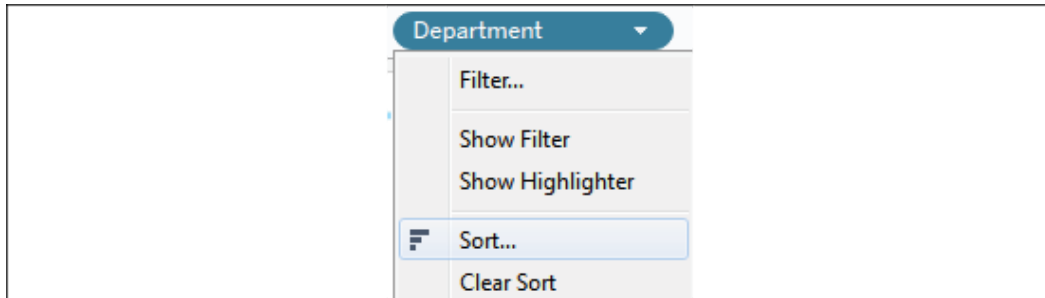 Department
Filter...
Show Filter
Show Highlighter
Sort...
Clear Sort